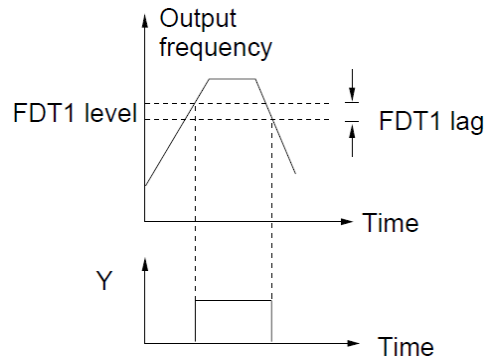 Output
frequency
FDT1 level
FDT1 lag
Time
Y
Time